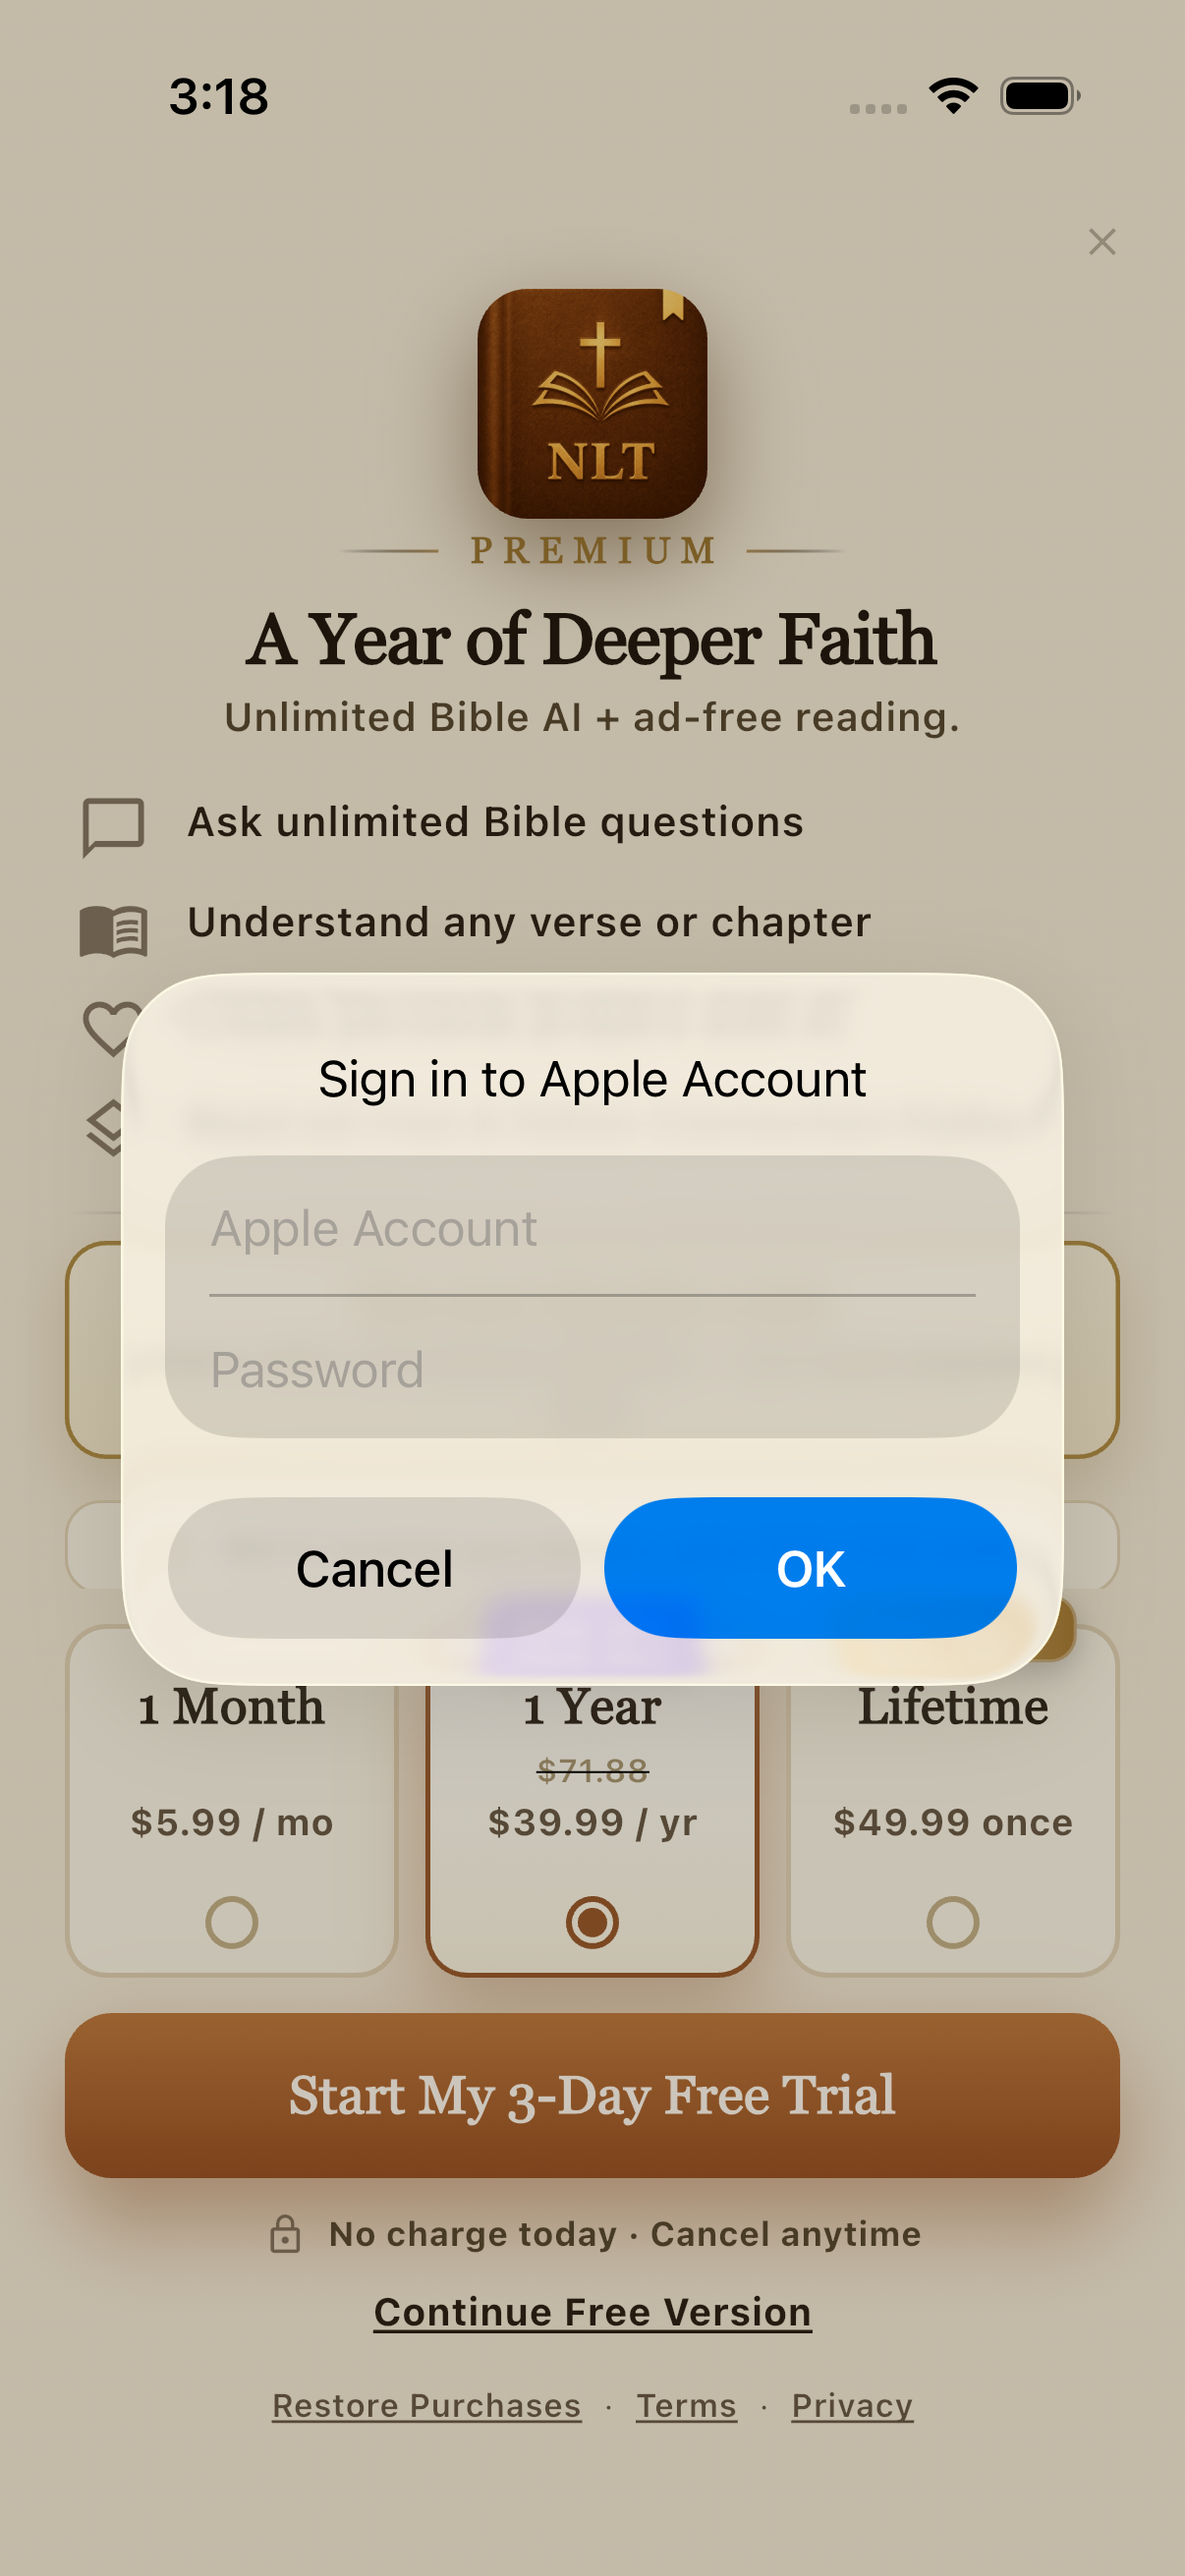 3:18
NLT
PREMIUM
A Year of Deeper Faith
Unlimited Bible AI + ad-free reading.
Ask unlimited Bible questions
Understand any verse or chapter
Sign in to Apple Account
Apple Account
Password
Cancel
OK
1 Month
1 Year
Lifetime
$71.88
$5.99 / mo
$39.99 / yr
$49.99 once
Start My 3-Day Free Trial
No charge today · Cancel anytime
Continue Free Version
Restore Purchases · Terms · Privacy